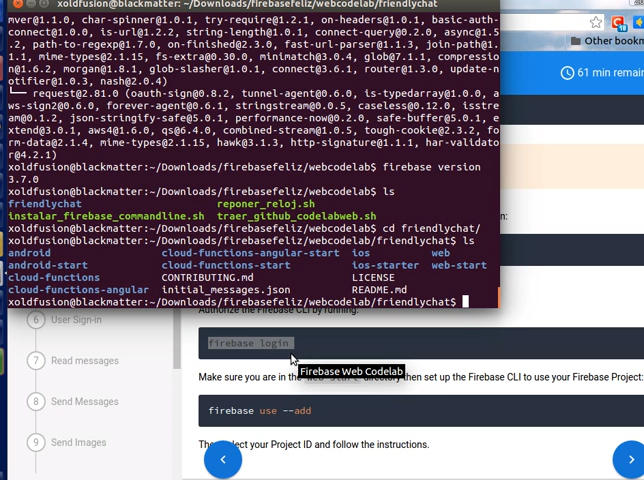 xoldfusion@blackmatter: ~/Downloads/firebasefeliz/webcodelab/friendlychat
mver@1.1.0, char-spinner@1.0.1, try-require@1.2.1, on-headers@1.0.1, basic-auth-
connect@1.0.0, is-url@1.2.2, string-length@1.0.1, connect-query@0.2.0, async@1.5
.2, path-to-regexp@1.7.0, on-finished@2.3.0, fast-url-parser@1.1.3, join-path@1.
1.1, mime-types@2.1.15, fs-extra@0.30.0, minimatch@3.0.4, glob@7.1.1, compressio
n@1.6.2, morgan@1.8.1, glob-slasher@1.0.1, connect@3.6.1, router@1.3.0, update-n
otifier@1.0.3, nash@2.0.4)
└── request@2.81.0 (oauth-sign@0.8.2, tunnel-agent@0.6.0, is-typedarray@1.0.0, a
ws-sign2@0.6.0, forever-agent@0.6.1, stringstream@0.0.5, caseless@0.12.0, isstre
am@0.1.2, json-stringify-safe@5.0.1, performance-now@0.2.0, safe-buffer@5.0.1, e
xtend@3.0.1, aws4@1.6.0, qs@6.4.0, combined-stream@1.0.5, tough-cookie@2.3.2, fo
rm-data@2.1.4, mime-types@2.1.15, hawk@3.1.3, http-signature@1.1.1, har-validato
r@4.2.1)
xoldfusion@blackmatter:~/Downloads/firebasefeliz/webcodelab$ firebase version
3.7.0
xoldfusion@blackmatter:~/Downloads/firebasefeliz/webcodelab$ ls
friendlychat reponer_reloj.sh
instalar_firebase_commandline.sh traer_github_codelabweb.sh
xoldfusion@blackmatter:~/Downloads/firebasefeliz/webcodelab$ cd friendlychat/
xoldfusion@blackmatter:~/Downloads/firebasefeliz/webcodelab/friendlychat$ ls
android cloud-functions-angular-start ios web
android-start cloud-functions-start ios-starter web-start
cloud-functions CONTRIBUTING.md LICENSE
cloud-functions-angular initial_messages.json README.md
xoldfusion@blackmatter:~/Downloads/firebasefeliz/webcodelab/friendlychat$
18
Other bookm
61 min remai
n:
Authorize the Firebase CLI by running:
firebase login
Firebase Web Codelab
Make sure you are in the web-start directory then set up the Firebase CLI to use your Firebase Project:
firebase use --add
select your Project ID and follow the instructions.
6 User Sign-in
7 Read messages
8 Send Messages
9 Send Images